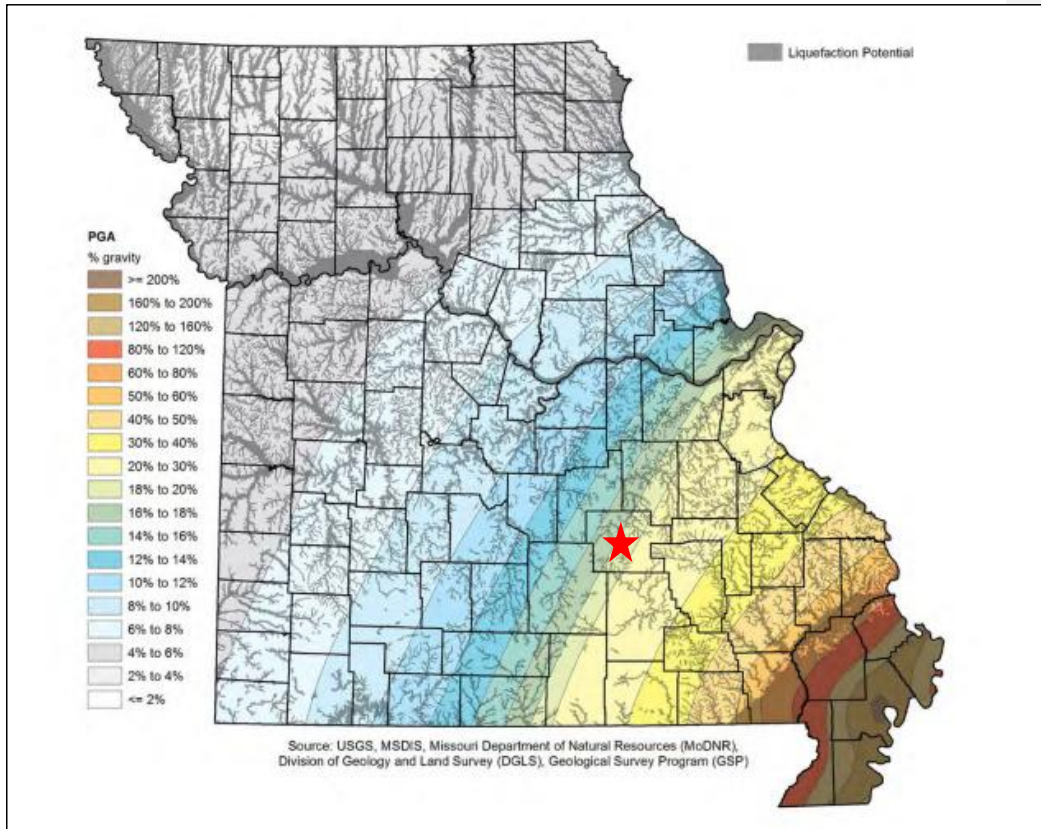 Liquefaction Potential
PGA
% gravity
>= 200%
160% to 200%
120% to 160%
80% to 120%
60% to 80%
50% to 60%
40% to 50%
30% to 40%
20% to 30%
18% to 20%
16% to 18%
14% to 16%
12% to 14%
10% to 12%
8% to 10%
6% to 8%
4% to 6%
2% to 4%
<= 2%
Source: USGS, MSDIS, Missouri Department of Natural Resources (MoDNR),
Division of Geology and Land Survey (DGLS), Geological Survey Program (GSP)